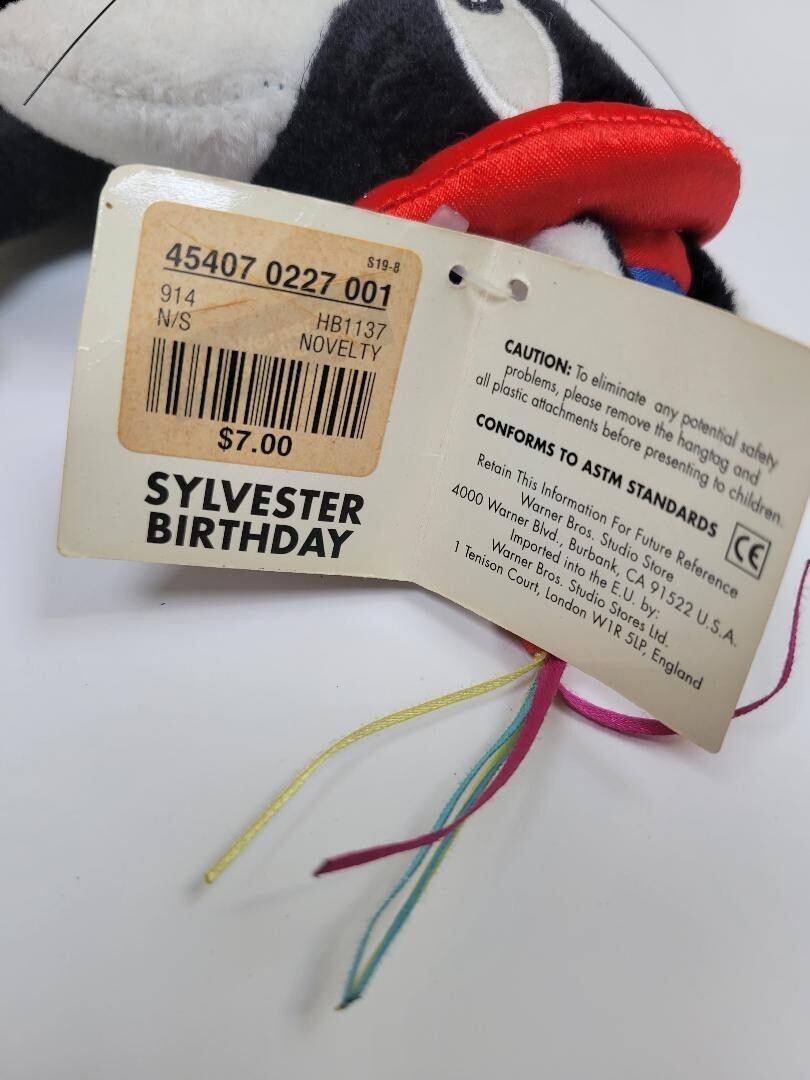 S19-8
45407 0227 001
914
N/S HB1137
NOVELTY
$7.00
SYLVESTER
BIRTHDAY
CAUTION: To eliminate any potential safety
problems, please remove the hangtag and
all plastic attachments before presenting to children.
CONFORMS TO ASTM STANDARDS
CE
Retain This Information For Future Reference
Warner Bros. Studio Store
4000 Warner Blvd., Burbank, CA 91522 U.S.A.
Imported into the E.U. by:
Warner Bros. Studio Stores Ltd.
1 Tenison Court, London W1R 5LP, England